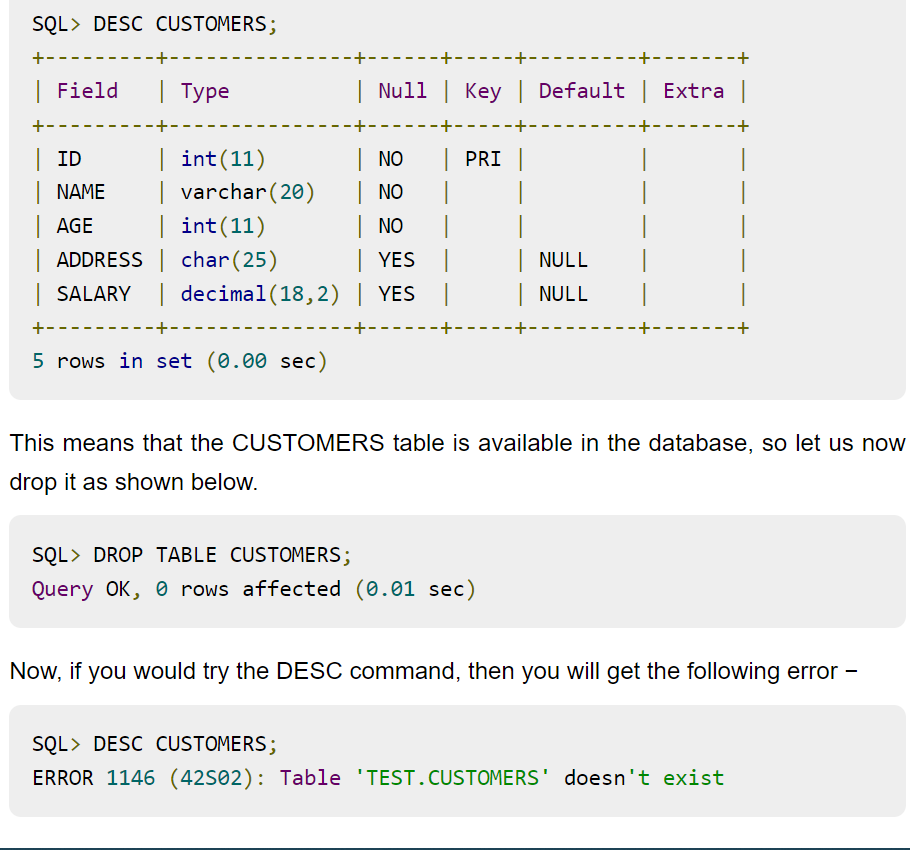 SQL> DESC CUSTOMERS;
+---------+---------------+------+-----+---------+-------+
| Field   | Type          | Null | Key | Default | Extra |
+---------+---------------+------+-----+---------+-------+
| ID      | int(11)       | NO   | PRI |         |       |
| NAME    | varchar(20)   | NO   |     |         |       |
| AGE     | int(11)       | NO   |     |         |       |
| ADDRESS | char(25)      | YES  |     | NULL    |       |
| SALARY  | decimal(18,2) | YES  |     | NULL    |       |
+---------+---------------+------+-----+---------+-------+
5 rows in set (0.00 sec)
This means that the CUSTOMERS table is available in the database, so let us now
drop it as shown below.
SQL> DROP TABLE CUSTOMERS;
Query OK, 0 rows affected (0.01 sec)
Now, if you would try the DESC command, then you will get the following error −
SQL> DESC CUSTOMERS;
ERROR 1146 (42S02): Table 'TEST.CUSTOMERS' doesn't exist